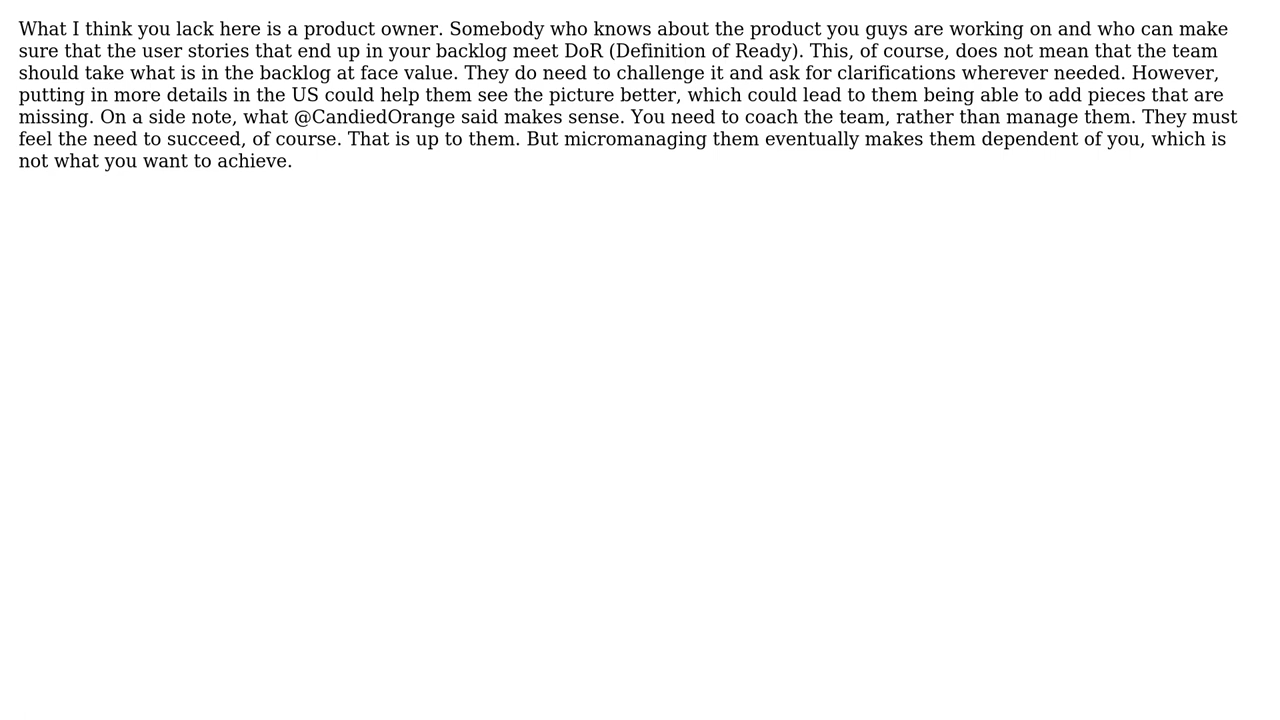 What I think you lack here is a product owner. Somebody who knows about the product you guys are working on and who can make
sure that the user stories that end up in your backlog meet DoR (Definition of Ready). This, of course, does not mean that the team
should take what is in the backlog at face value. They do need to challenge it and ask for clarifications wherever needed. However,
putting in more details in the US could help them see the picture better, which could lead to them being able to add pieces that are
missing. On a side note, what @CandiedOrange said makes sense. You need to coach the team, rather than manage them. They must
feel the need to succeed, of course. That is up to them. But micromanaging them eventually makes them dependent of you, which is
not what you want to achieve.